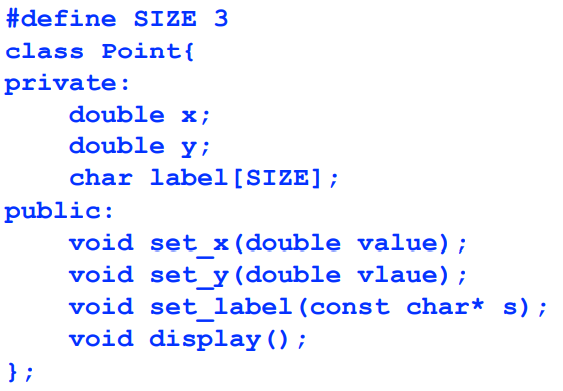 #define SIZE 3
class Point{
private:
    double x;
    double y;
    char label[SIZE];
public:
    void set_x(double value);
    void set_y(double vlaue);
    void set_label(const char* s);
    void display();
};